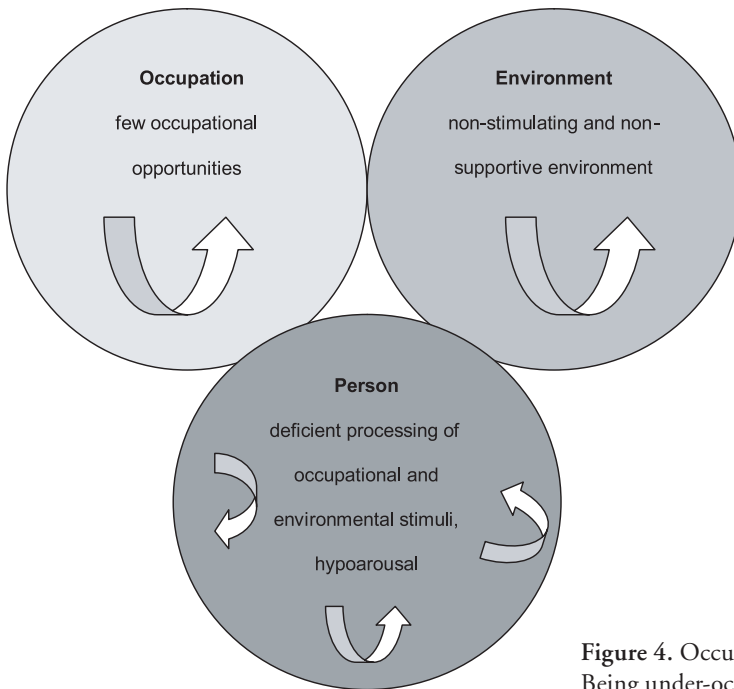 Occupation
few occupational
opportunities
Environment
non-stimulating and non-
supportive environment
Person
deficient processing of
occupational and
environmental stimuli,
hypoarousal
Figure 4. Occu
Being under-oc